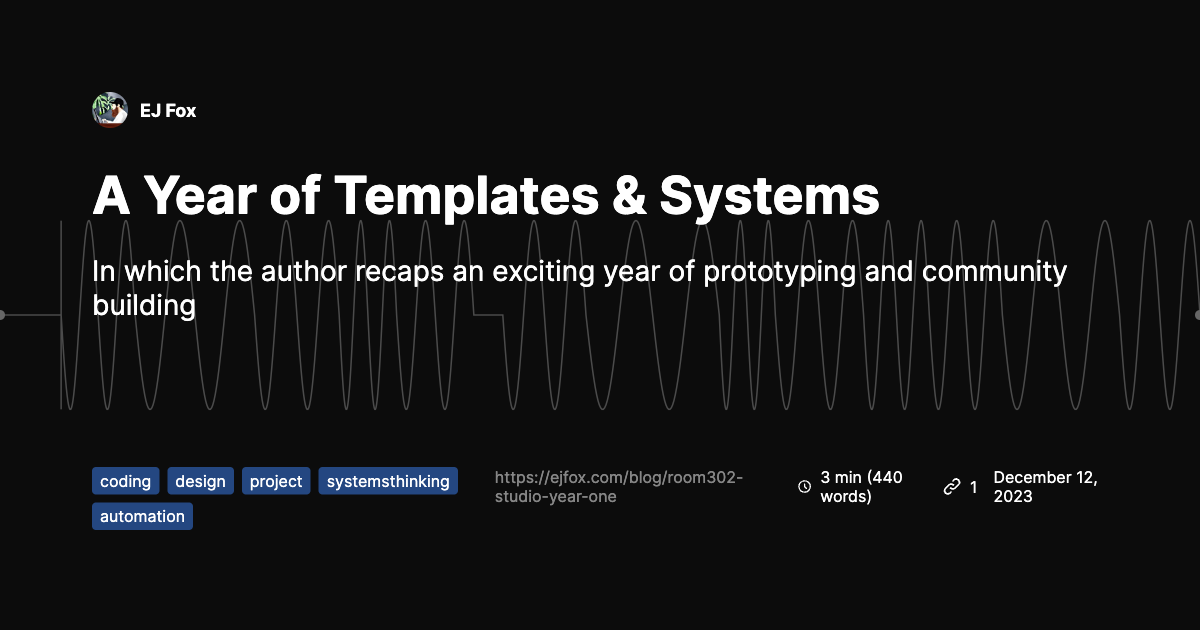 EJ Fox
A Year of Templates & Systems
In which the author recaps an exciting year of prototyping and community
building
coding design project systemsthinking
automation
https://ejfox.com/blog/room302-
studio-year-one
3 min (440
words)
1
December 12,
2023